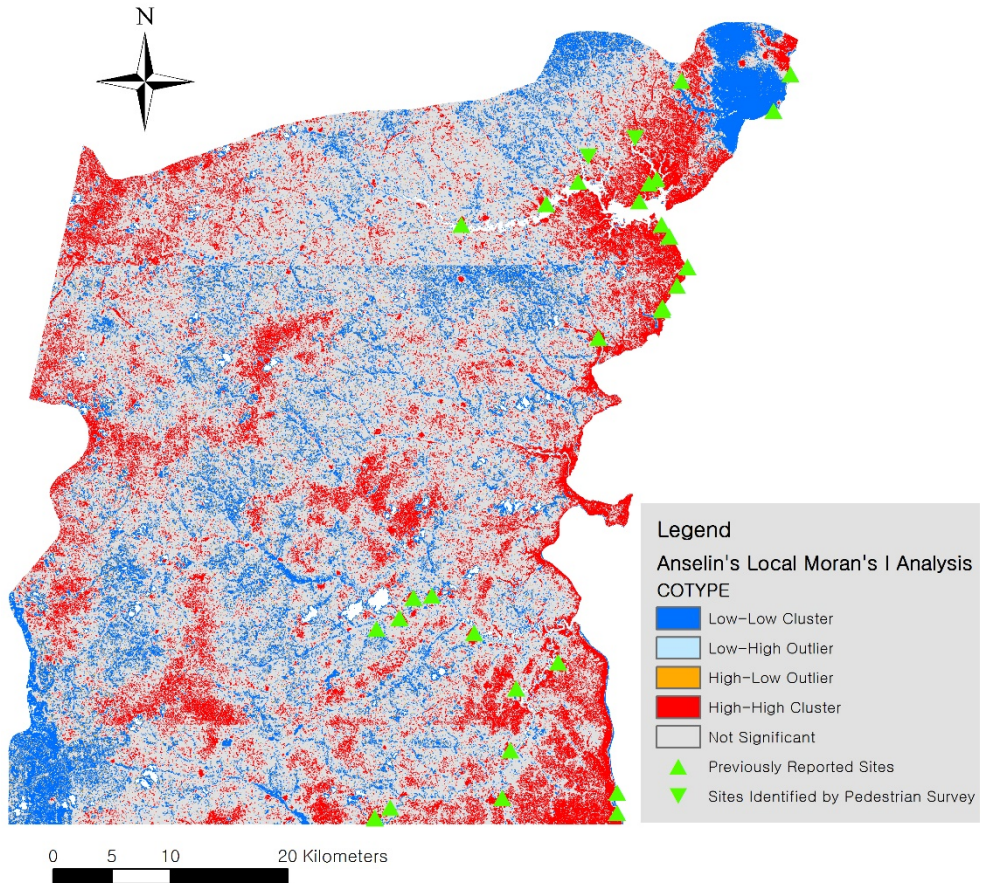 N
Legend
Anselin's Local Moran's I Analysis
COTYPE
Low-Low Cluster
Low-High Outlier
High-Low Outlier
High-High Cluster
Not Significant
Previously Reported Sites
Sites Identified by Pedestrian Survey
0 5 10 20 Kilometers